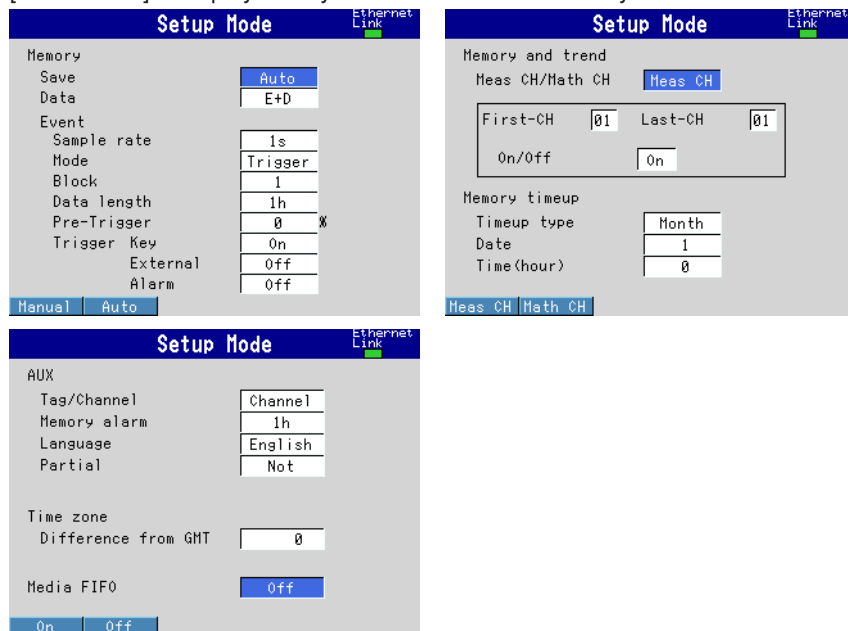 Setup Mode
Ethernet
Link
Memory
Save Auto
Data E+D
Event
Sample rate 1s
Mode Trigger
Block 1
Data length 1h
Pre-Trigger 0 %
Trigger Key On
External Off
Alarm Off
Manual Auto
Setup Mode
Ethernet
Link
Memory and trend
Meas CH/Math CH Meas CH
First-CH 01 Last-CH 01
On/Off On
Memory timeup
Timeup type Month
Date 1
Time(hour) 0
Meas CH Math CH
Setup Mode
Ethernet
Link
AUX
Tag/Channel Channel
Memory alarm 1h
Language English
Partial Not
Time zone
Difference from GMT 0
Media FIFO Off
On Off